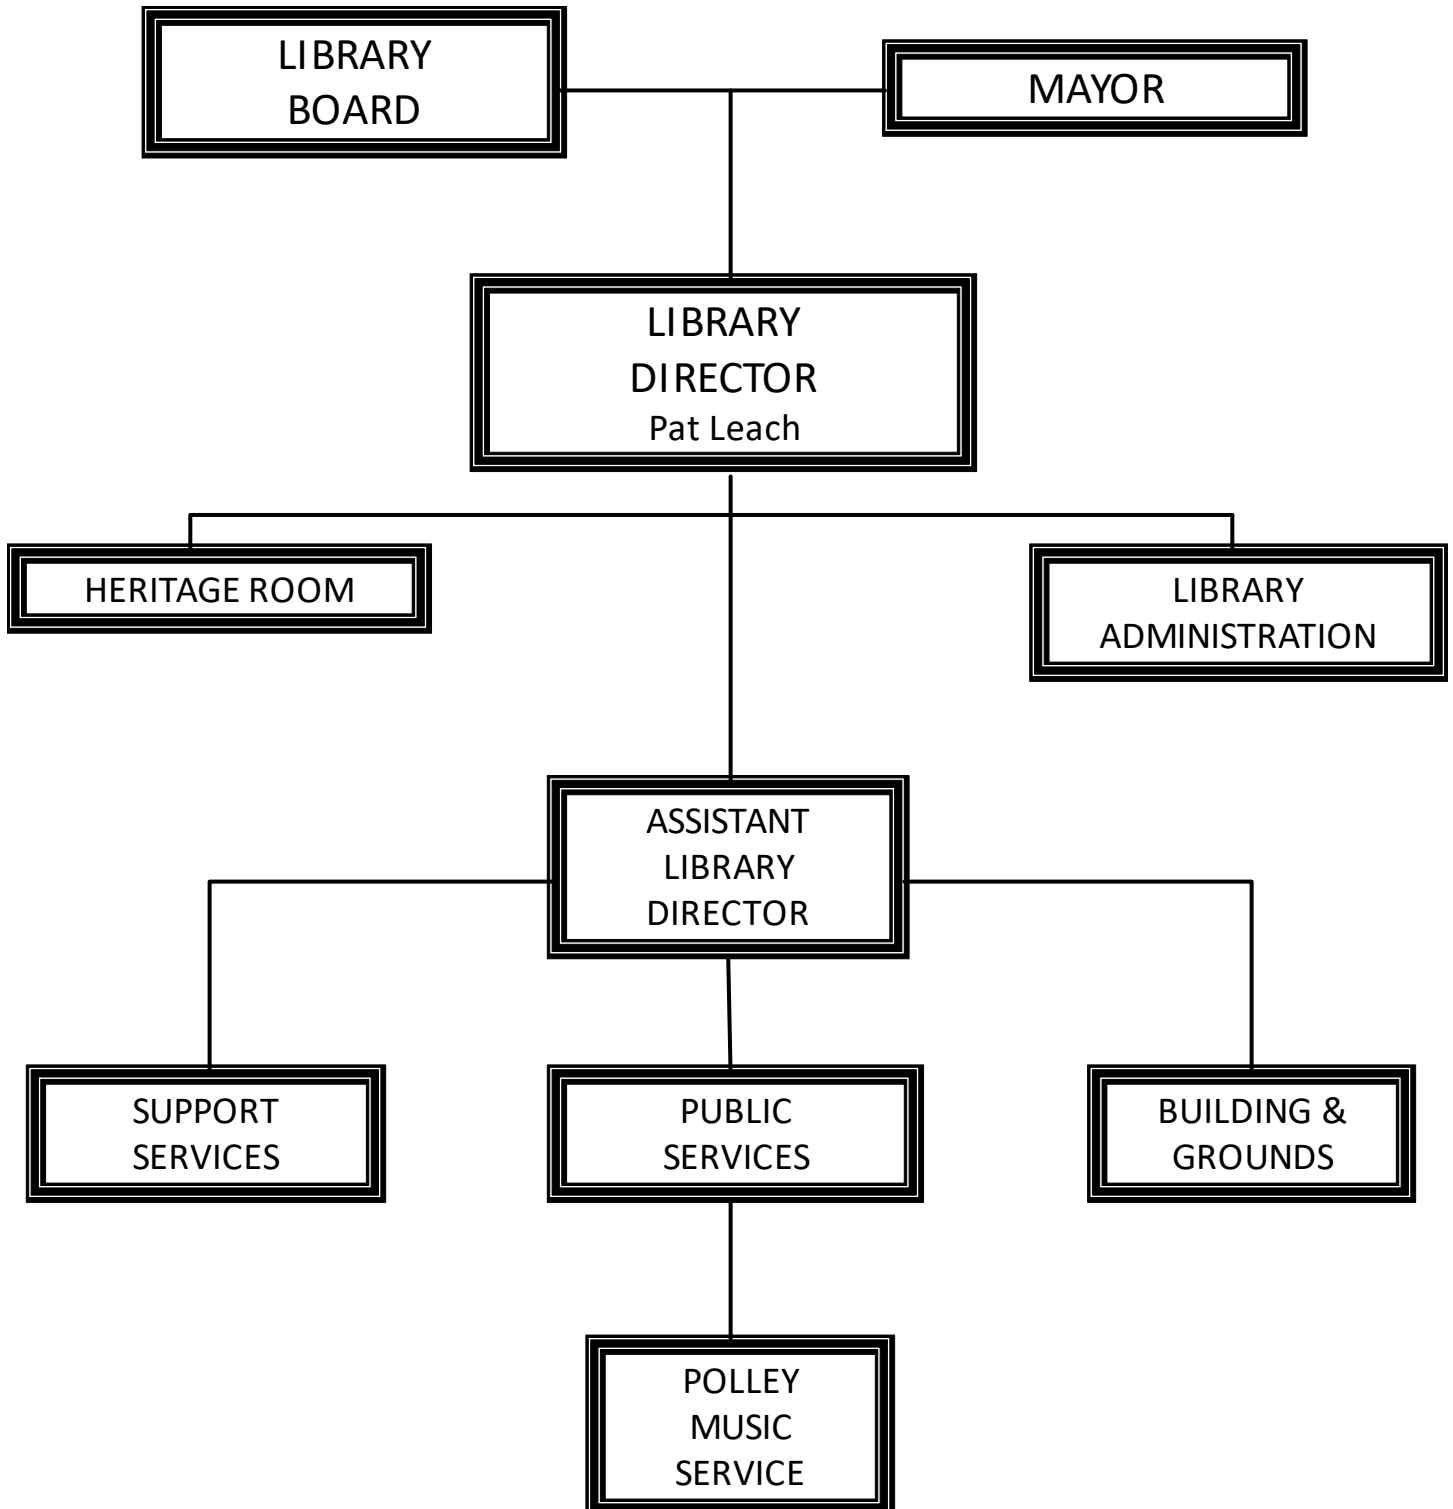 LIBRARY
BOARD
MAYOR
LIBRARY
DIRECTOR
Pat Leach
HERITAGE ROOM
LIBRARY
ADMINISTRATION
ASSISTANT
LIBRARY
DIRECTOR
SUPPORT
SERVICES
PUBLIC
SERVICES
BUILDING &
GROUNDS
POLLEY
MUSIC
SERVICE